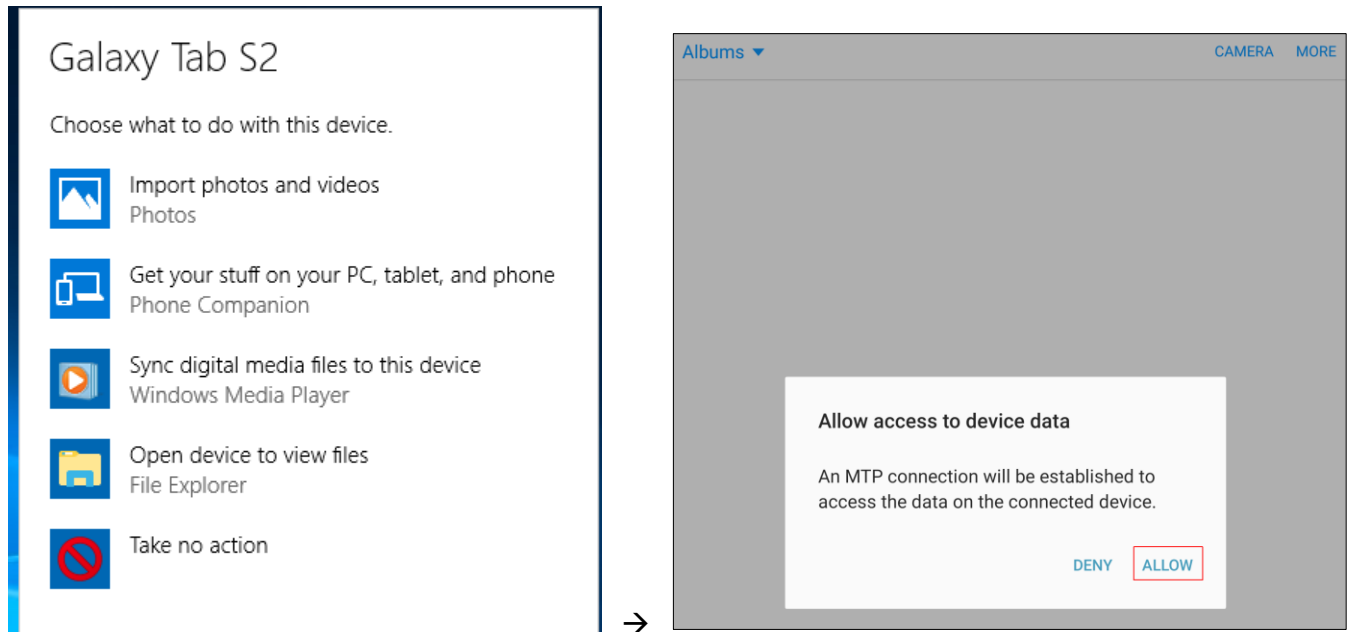 Galaxy Tab S2
Choose what to do with this device.
Import photos and videos
Photos
Get your stuff on your PC, tablet, and phone
Phone Companion
Sync digital media files to this device
Windows Media Player
Open device to view files
File Explorer
Take no action
→
Albums ▼
CAMERA MORE
Allow access to device data
An MTP connection will be established to
access the data on the connected device.
DENY ALLOW